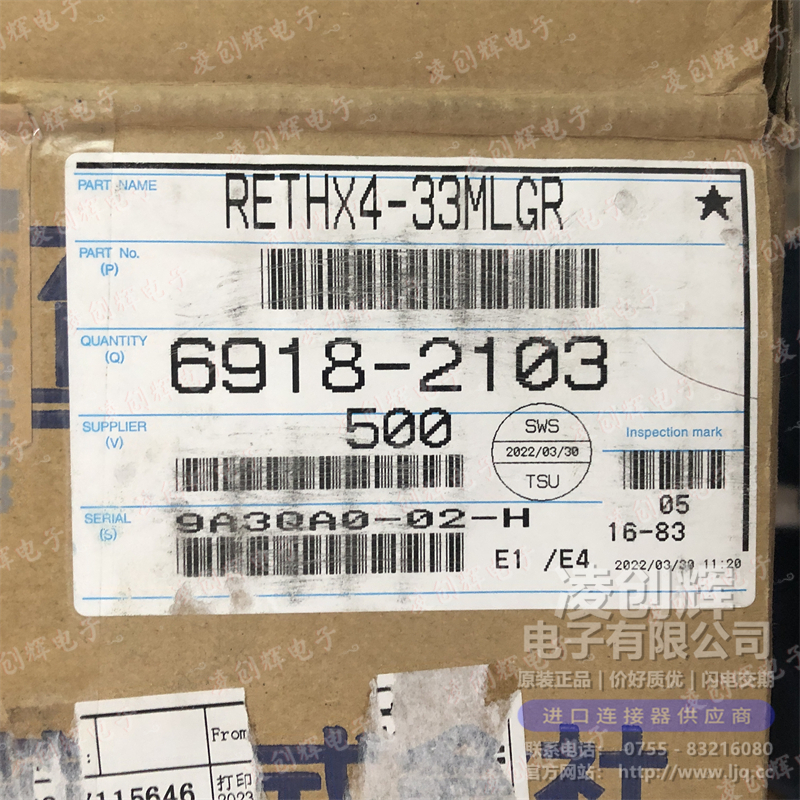 PART NAME
RETHX4-33MLGR
★
PART No.
(P)
QUANTITY
(Q)
6918-2103
SUPPLIER
(V)
500
SWS
2022/03/30
TSU
Inspection mark
05
16-83
SERIAL
(S)
9A3QA0-02-H
E1 /E4
2022/03/30 11:20
凌创辉
电子有限公司
原装正品 | 价好质优 | 闪电交期
进口连接器供应商
联系电话: 0755 - 83216080
官方网站: www.ljq.cc
From
115646
打印
2023
式
社
凌创辉电子